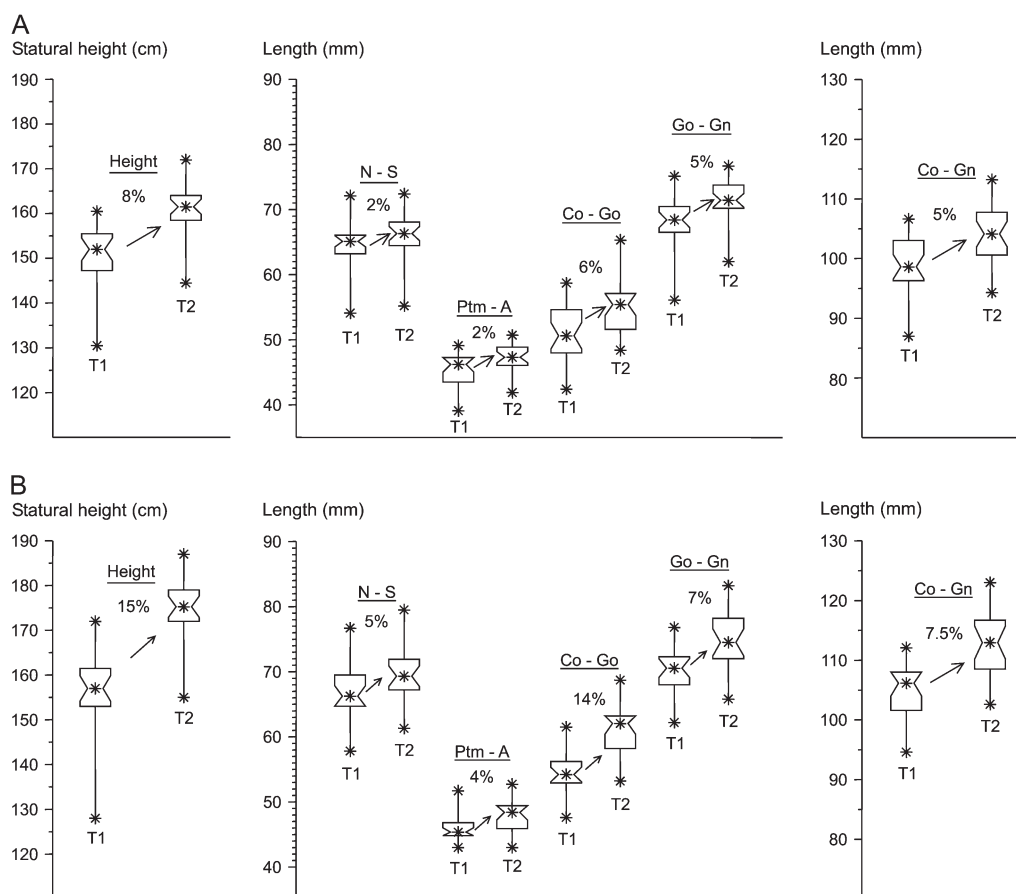 A
Statural height (cm)
Length (mm)
Length (mm)
190
180
170
160
150
140
130
120
Height
8%
T1
T2
90
80
70
60
50
40
N - S
2%
T1
T2
Ptm - A
2%
T1
T2
Co - Go
6%
T1
T2
Go - Gn
5%
T1
T2
130
120
110
100
90
80
Co - Gn
5%
T1
T2
B
Statural height (cm)
Length (mm)
Length (mm)
190
180
170
160
150
140
130
120
Height
15%
T1
T2
90
80
70
60
50
40
N - S
5%
T1
T2
Ptm - A
4%
T1
T2
Co - Go
14%
T1
T2
Go - Gn
7%
T1
T2
130
120
110
100
90
80
Co - Gn
7.5%
T1
T2